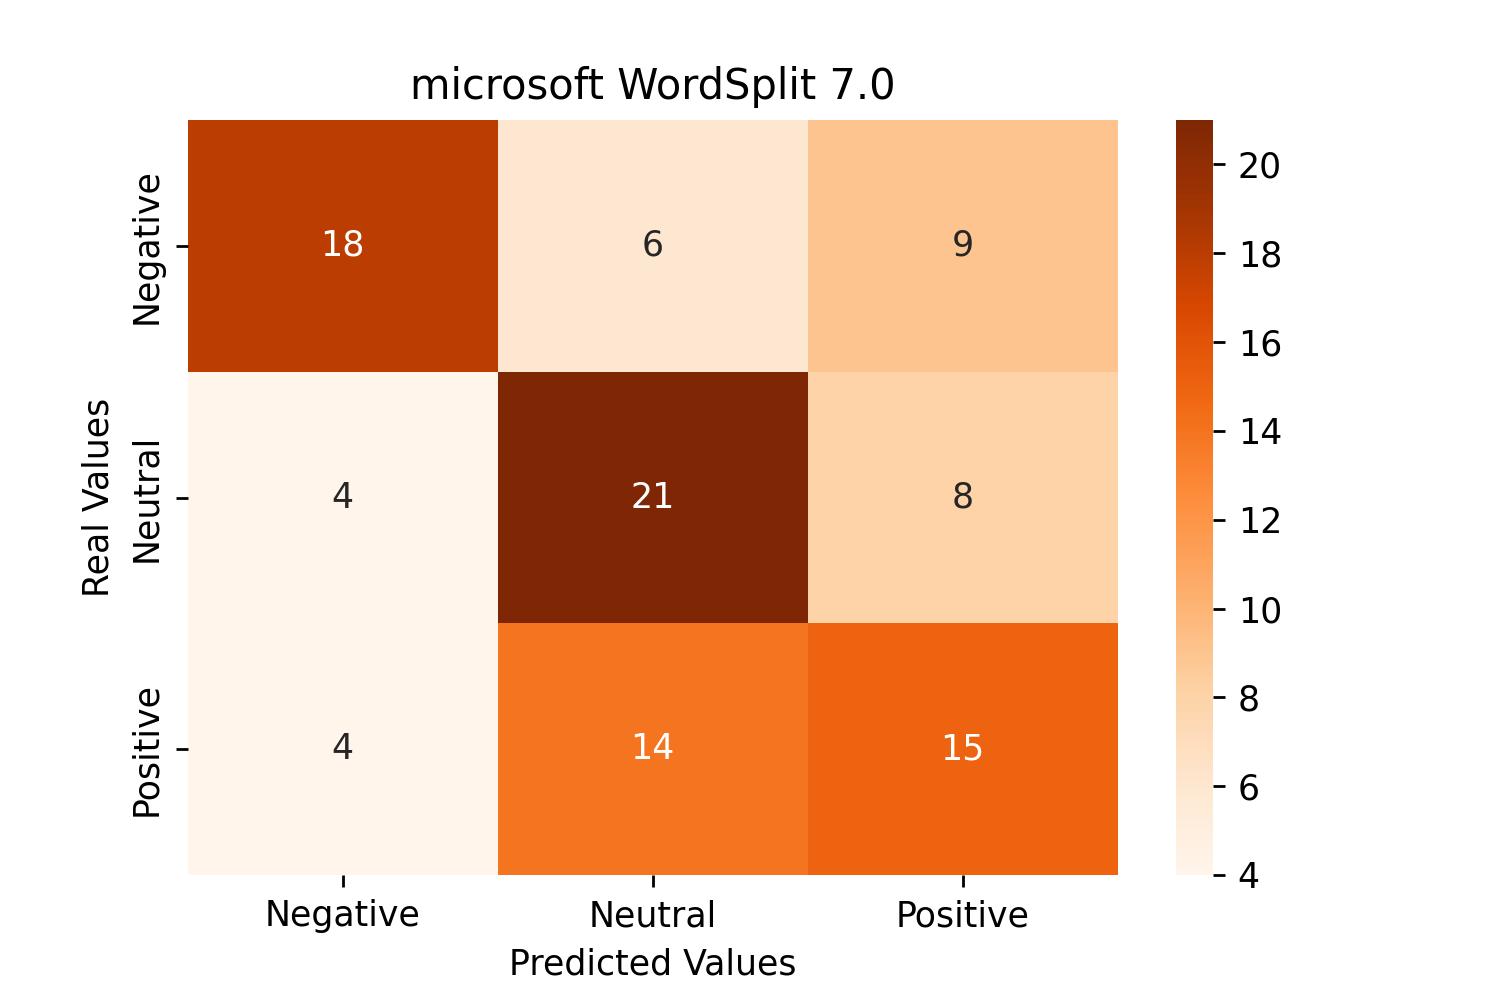 microsoft WordSplit 7.0
Real Values
Negative
18 6 9
Neutral
4 21 8
Positive
4 14 15
Negative Neutral Positive
Predicted Values
20
18
16
14
12
10
8
6
4